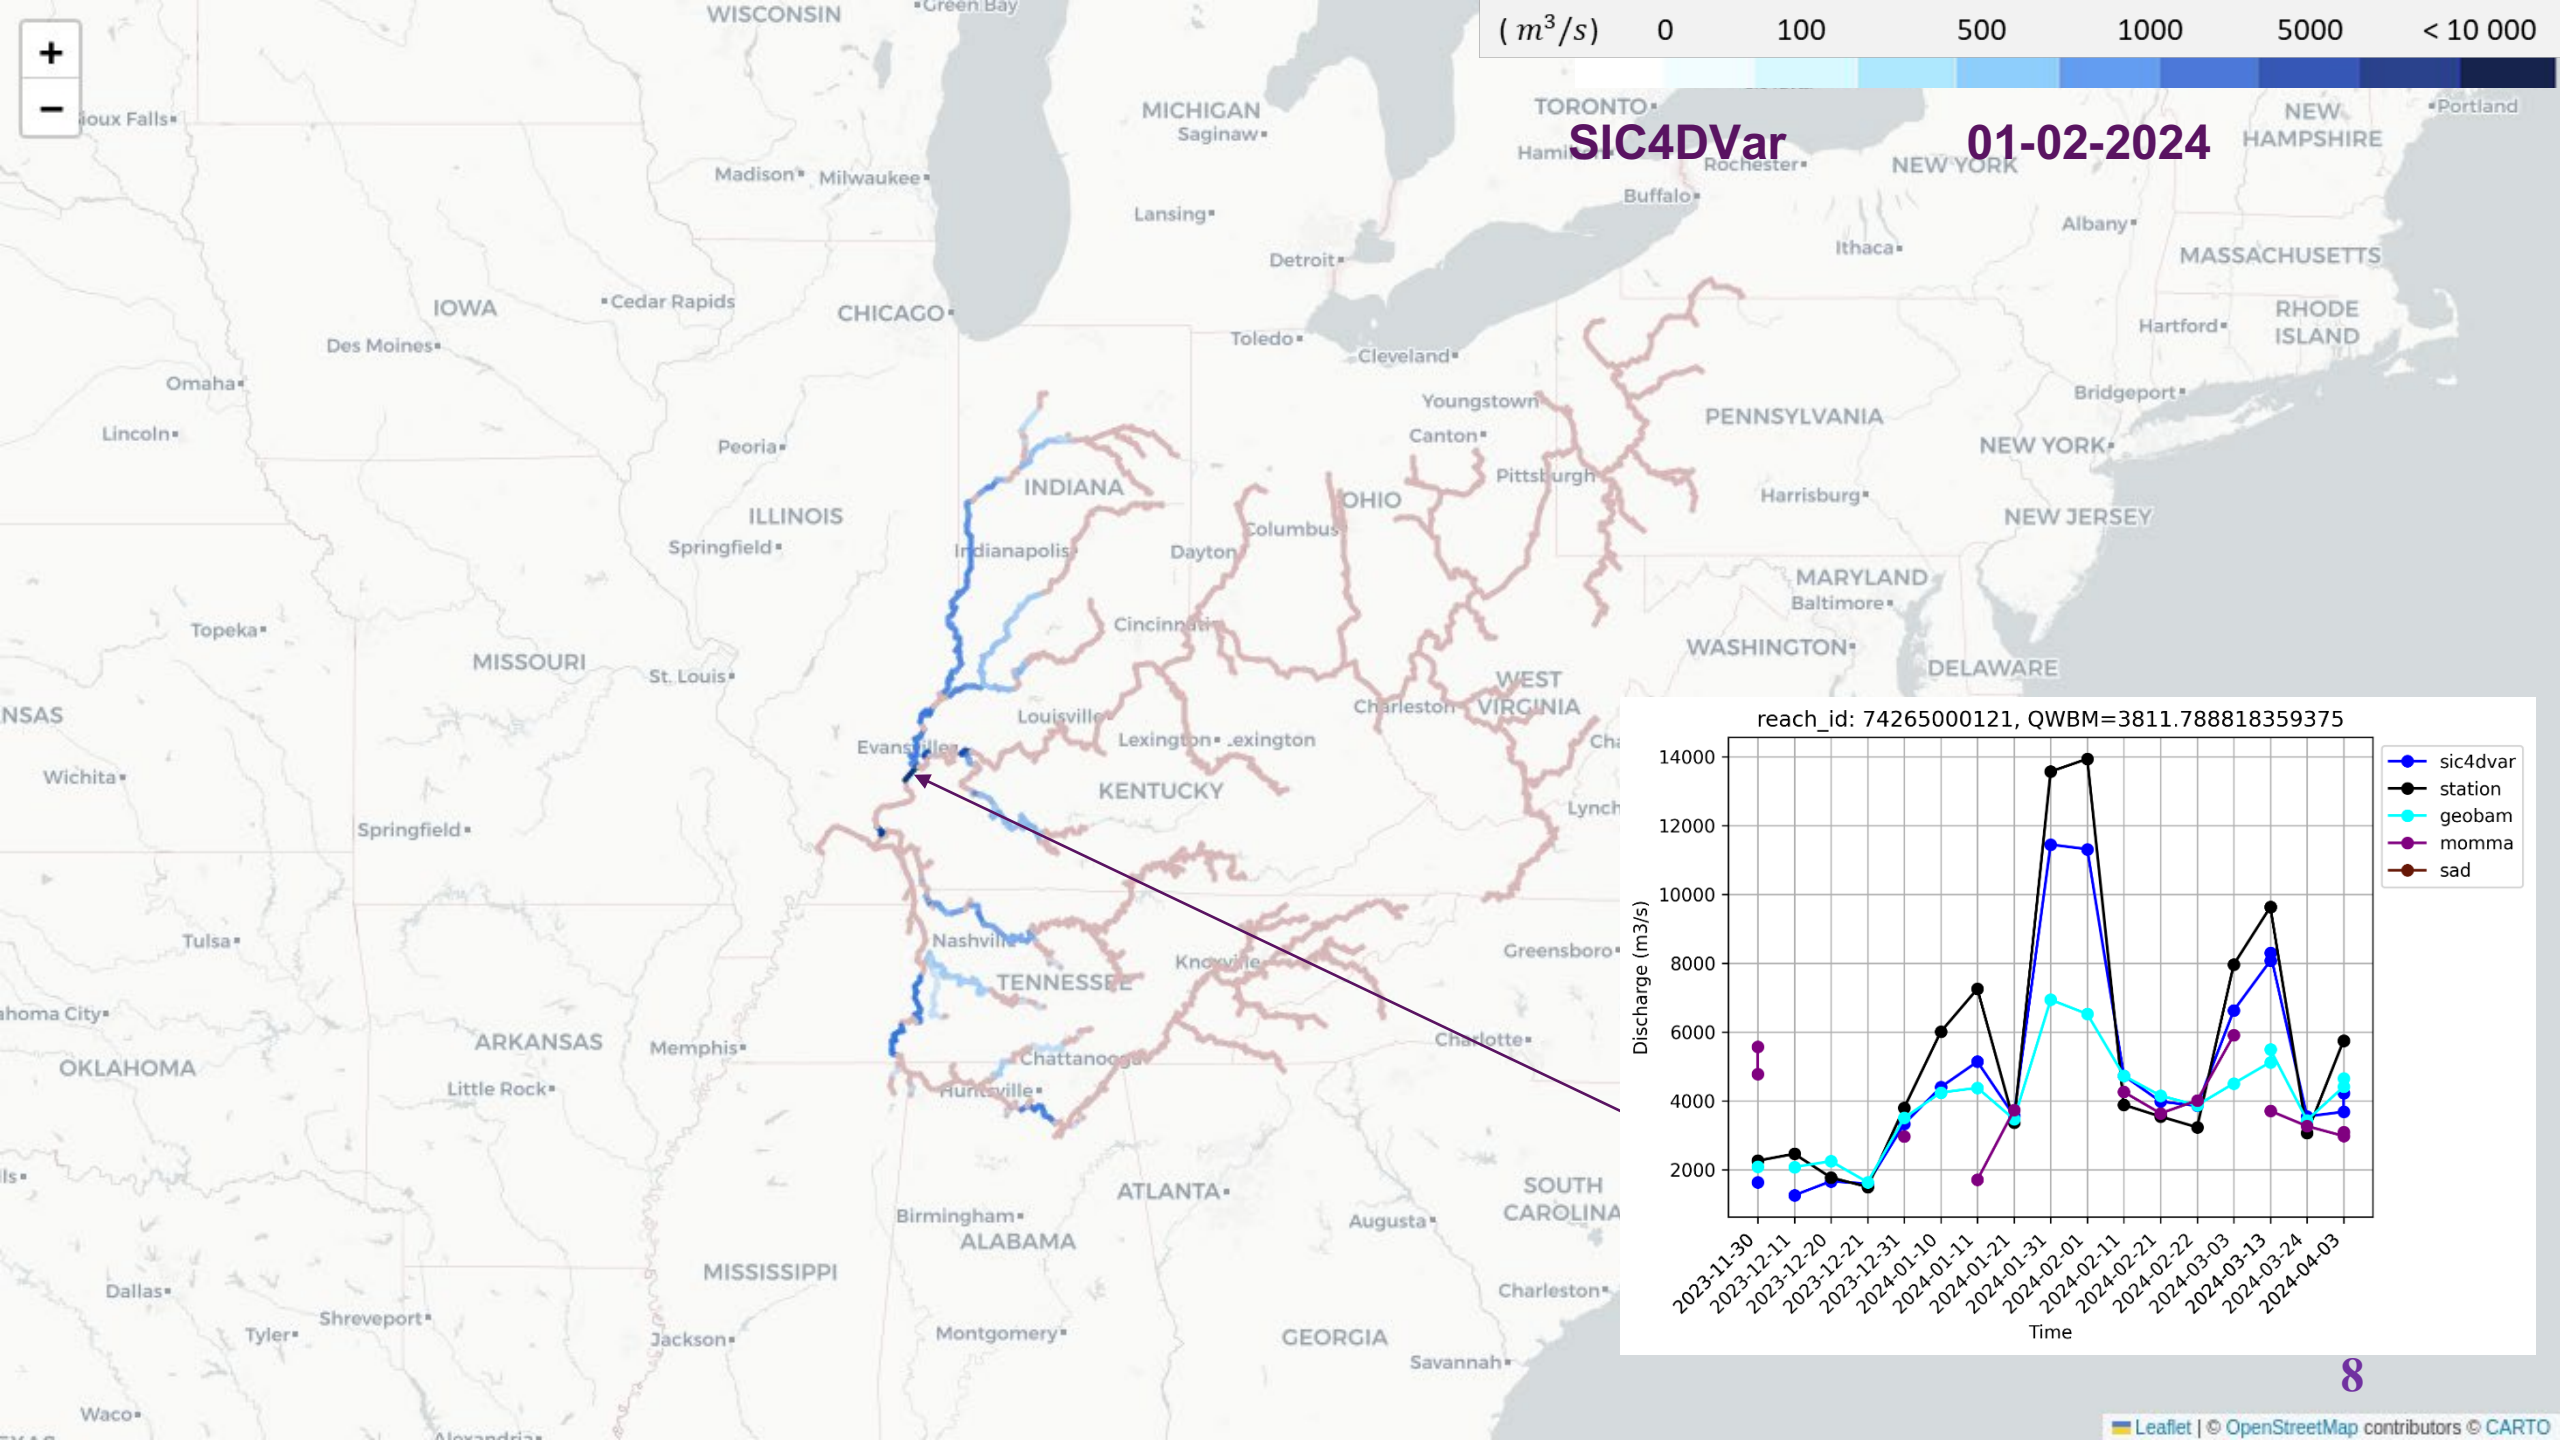 WISCONSIN
Green Bay
( m³/s) 0 100 500 1000 5000 < 10 000
+
−
ioux Falls
MICHIGAN
Saginaw
TORONTO
NEW HAMPSHIRE
Portland
SIC4DVar 01-02-2024
Madison
Milwaukee
Rochester
NEW YORK
Buffalo
Lansing
Albany
Ithaca
Detroit
MASSACHUSETTS
IOWA
Cedar Rapids
CHICAGO
RHODE ISLAND
Des Moines
Toledo
Cleveland
Hartford
Omaha
Youngstown
Bridgeport
PENNSYLVANIA
Lincoln
Peoria
Canton
NEW YORK
Pittsburgh
INDIANA
OHIO
Harrisburg
ILLINOIS
Columbus
NEW JERSEY
Springfield
Indianapolis
Dayton
MARYLAND
Baltimore
Topeka
Cincinnati
MISSOURI
WASHINGTON
St. Louis
DELAWARE
WEST VIRGINIA
NSAS
Louisville
Charleston
Evansville
Lexington
exington
Cha
Wichita
KENTUCKY
Lynch
Springfield
Tulsa
Nashville
Knoxville
Greensboro
TENNESSEE
ahoma City
ARKANSAS
Memphis
Charlotte
OKLAHOMA
Chattanooga
Little Rock
Huntsville
lls
ATLANTA
SOUTH CAROLINA
Birmingham
Augusta
ALABAMA
MISSISSIPPI
Dallas
Charleston
Shreveport
Tyler
Jackson
Montgomery
GEORGIA
Savannah
Waco
Alexandria
reach_id: 74265000121, QWBM=3811.788818359375
14000
12000
10000
8000
6000
4000
2000
Discharge (m3/s)
sic4dvar
station
geobam
momma
sad
2023-11-30
2023-12-11
2023-12-20
2023-12-21
2023-12-31
2024-01-10
2024-01-11
2024-01-21
2024-01-31
2024-02-01
2024-02-11
2024-02-21
2024-02-22
2024-03-03
2024-03-13
2024-03-24
2024-04-03
Time
8
Leaflet | © OpenStreetMap contributors © CARTO